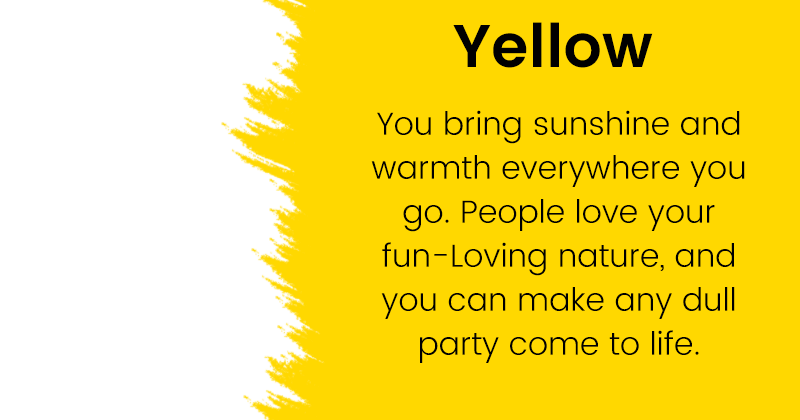 Yellow
You bring sunshine and
warmth everywhere you
go. People love your
fun-Loving nature, and
you can make any dull
party come to life.